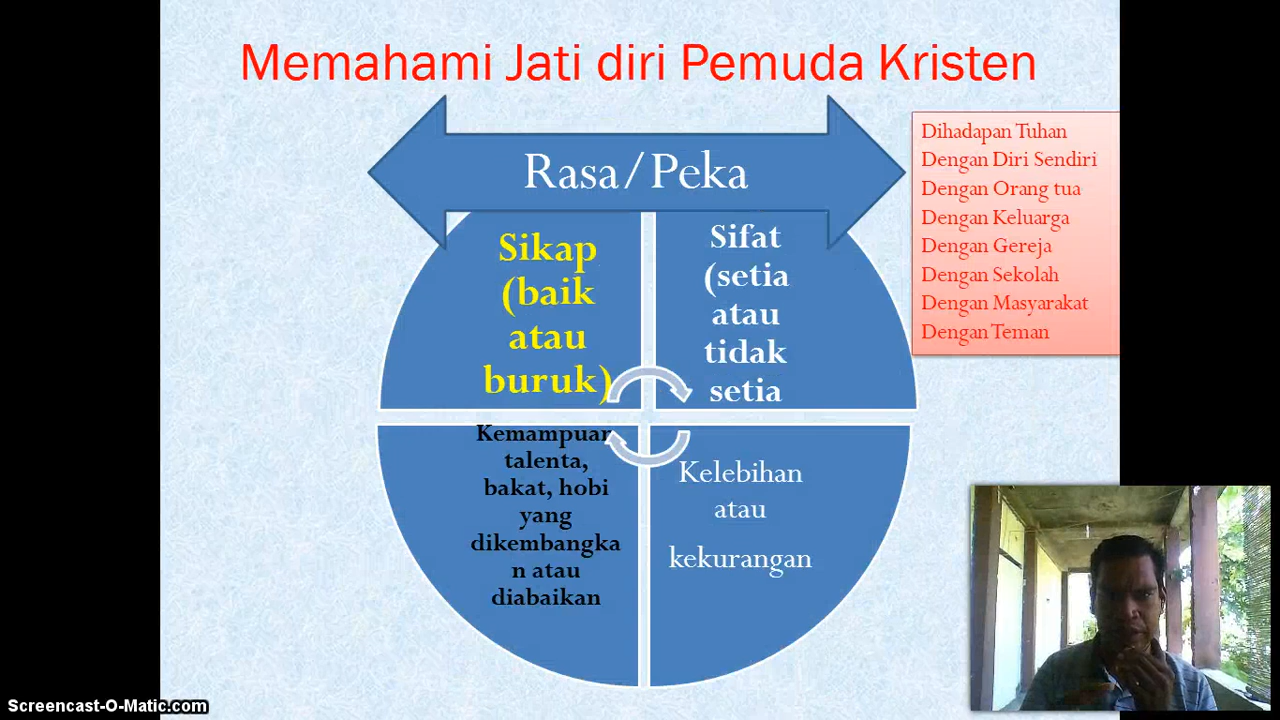 Memahami Jati diri Pemuda Kristen
Rasa/Peka
Dihadapan Tuhan
Dengan Diri Sendiri
Dengan Orang tua
Dengan Keluarga
Dengan Gereja
Dengan Sekolah
Dengan Masyarakat
Dengan Teman
Sikap
(baik
atau
buruk)
Sifat
(setia
atau
tidak
setia
Kemampuan
talenta,
bakat, hobi
yang
dikembangka
n atau
diabaikan
Kelebihan
atau
kekurangan
Screencast-O-Matic.com